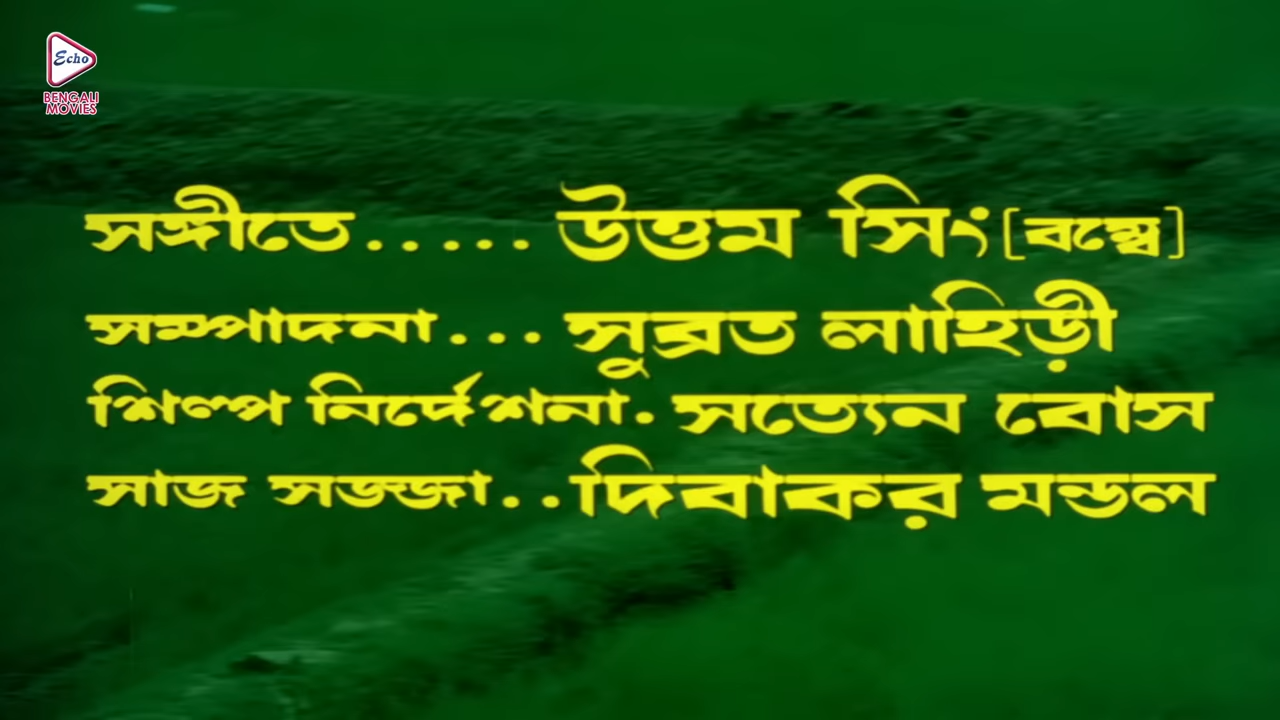 Echo
BENGALI
MOVIES
সঙ্গীতে..... উত্তম সিং [বম্বে]
সম্পাদনা... সুব্রত লাহিড়ী
শিল্প নির্দেশনা. সত্যেন বোস
সাজ সজ্জা.. দিবাকর মন্ডল